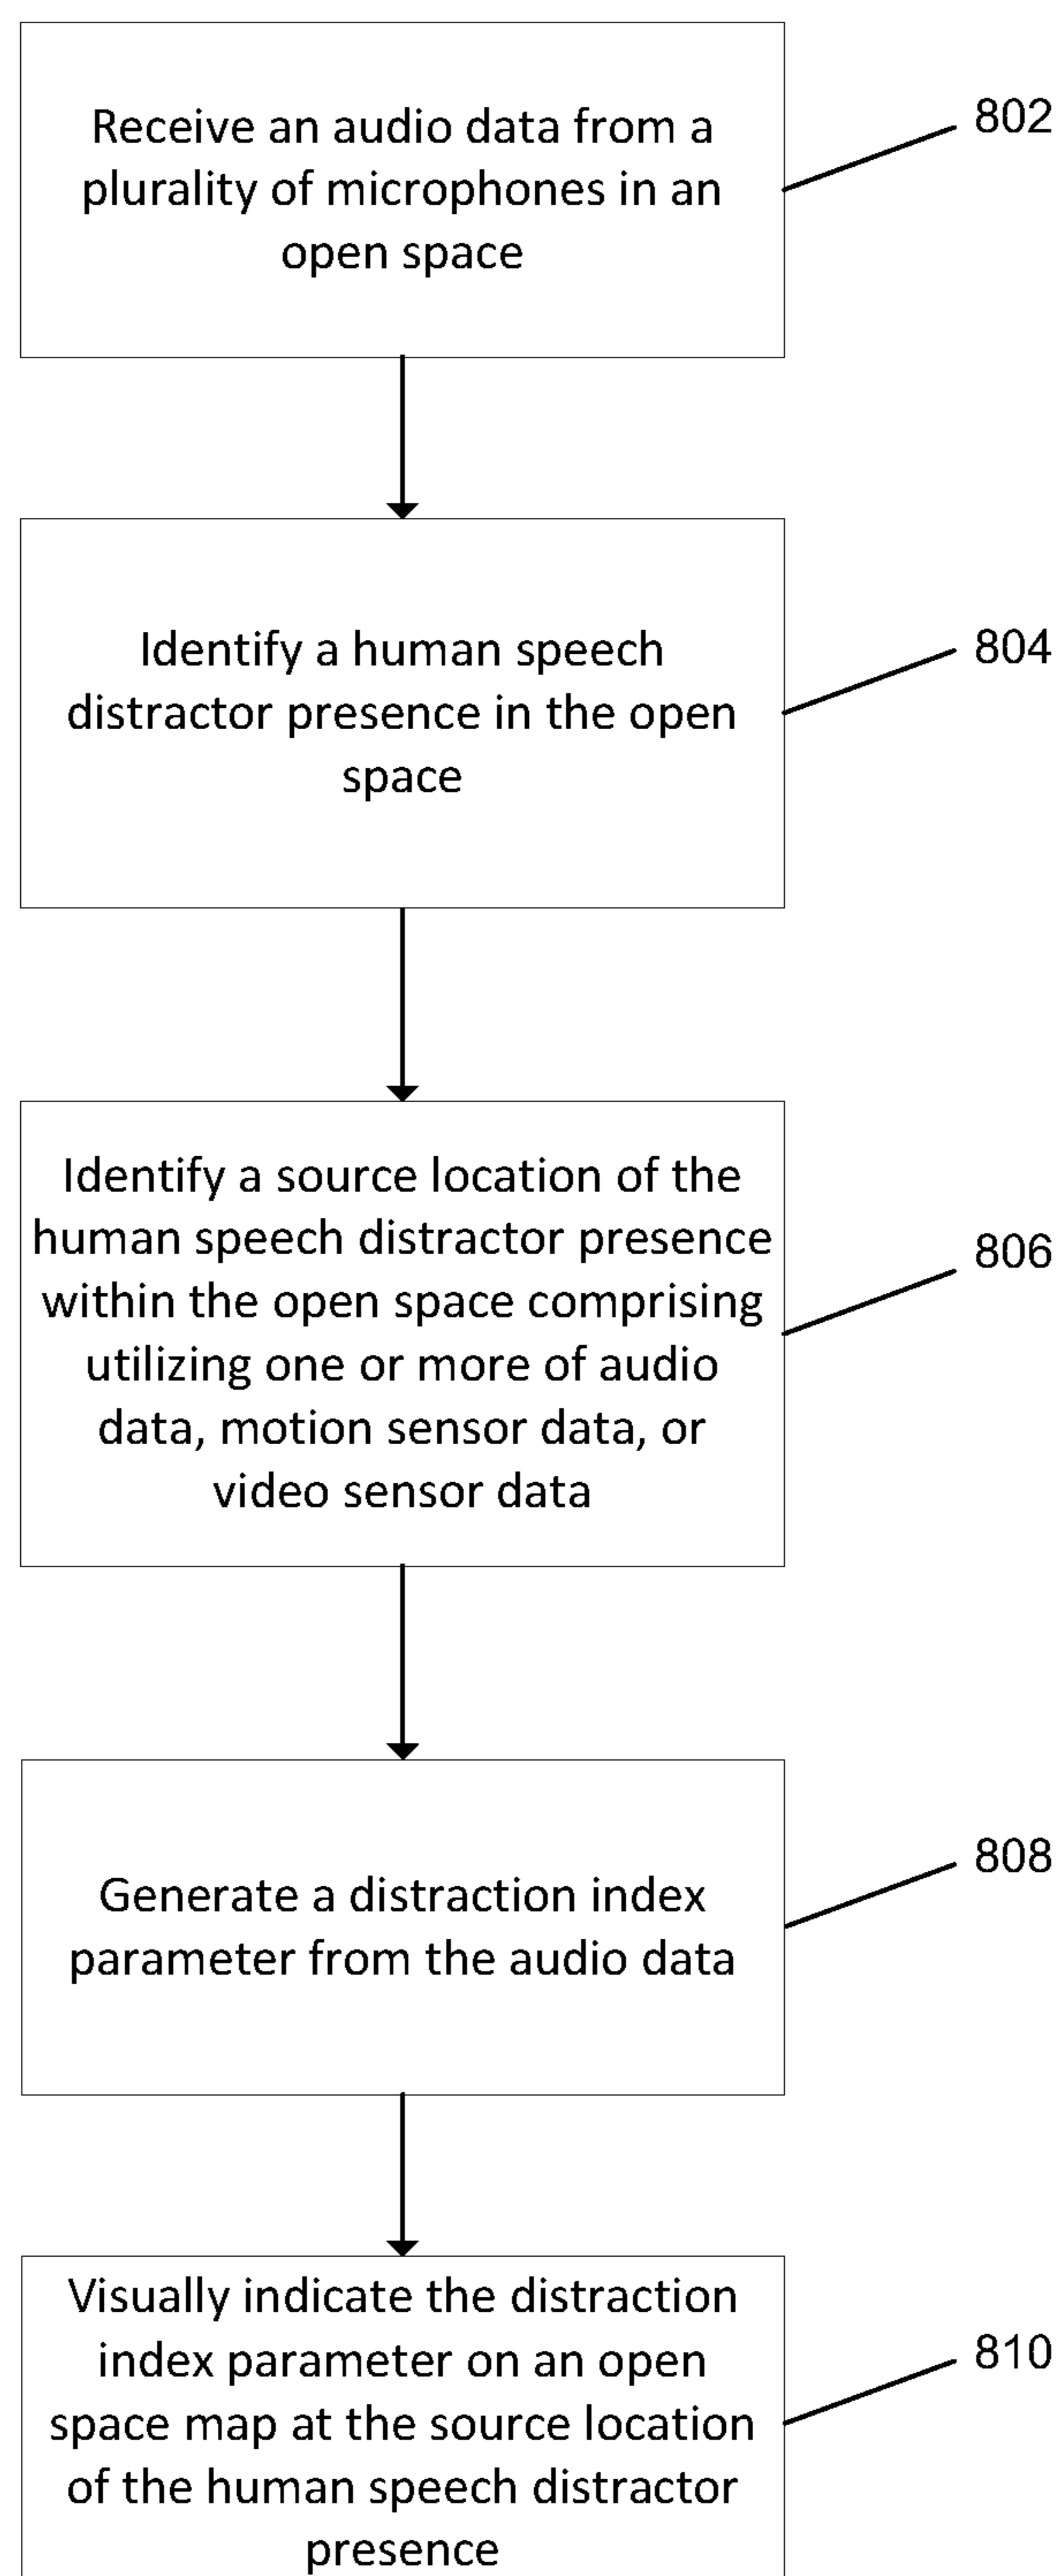 Receive an audio data from a
plurality of microphones in an
open space
802
Identify a human speech
distractor presence in the open
space
804
Identify a source location of the
human speech distractor presence
within the open space comprising
utilizing one or more of audio
data, motion sensor data, or
video sensor data
806
Generate a distraction index
parameter from the audio data
808
Visually indicate the distraction
index parameter on an open
space map at the source location
of the human speech distractor
presence
810